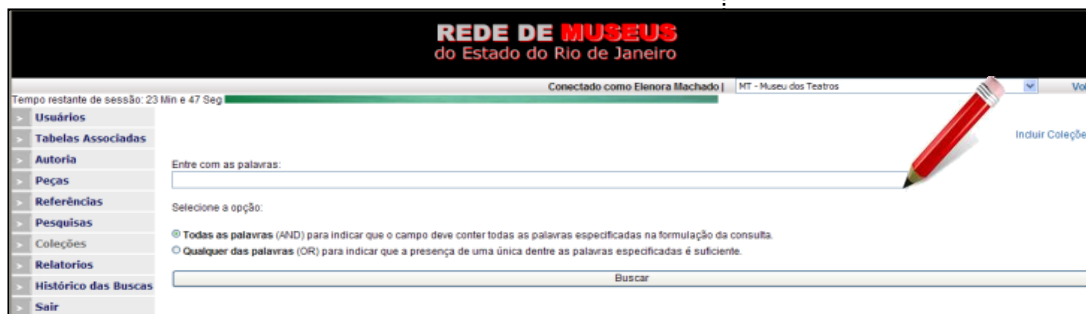 REDE DE MUSEUS
do Estado do Rio de Janeiro
Conectado como Elenora Machado | MT - Museu dos Teatros
Tempo restante de sessão: 23 Min e 47 Seg
> Usuários
> Tabelas Associadas
> Autoria
> Peças
> Referências
> Pesquisas
> Coleções
> Relatorios
> Histórico das Buscas
> Sair
Incluir Coleçõe
Entre com as palavras:
Selecione a opção:
Todas as palavras (AND) para indicar que o campo deve conter todas as palavras especificadas na formulação da consulta.
Qualquer das palavras (OR) para indicar que a presença de uma única dentre as palavras especificadas é suficiente.
Buscar